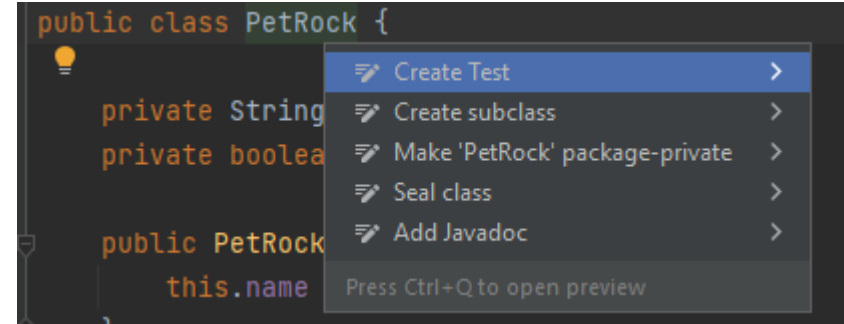 public class PetRock {
Create Test
private String
Create subclass
private boolea
Make 'PetRock' package-private
Seal class
public PetRock
Add Javadoc
this.name
Press Ctrl+Q to open preview